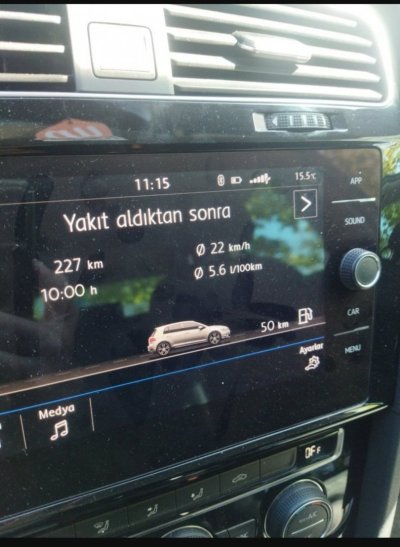 11:15
15.5°C
APP
Yakıt aldıktan sonra
SOUND
227 km
Ø 22 km/h
10:00 h
Ø 5.6 l/100km
CAR
50 km
MENU
Ayarlar
Medya
OFF
A/C